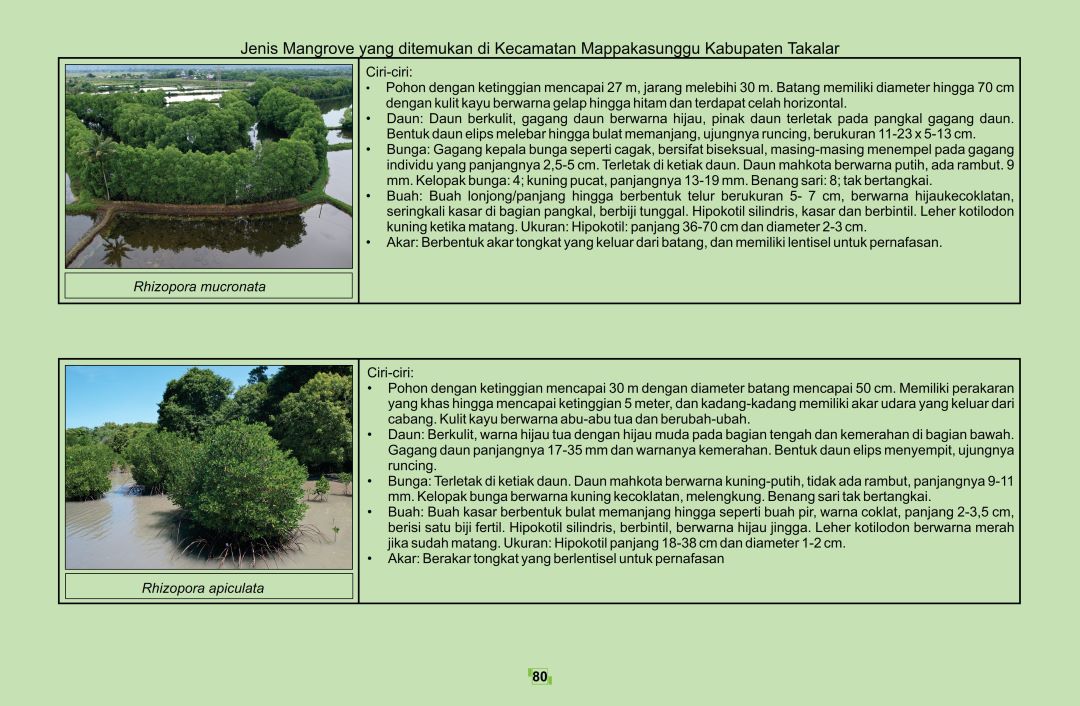 Jenis Mangrove yang ditemukan di Kecamatan Mappakasunggu Kabupaten Takalar
Rhizopora mucronata
Ciri-ciri:
• Pohon dengan ketinggian mencapai 27 m, jarang melebihi 30 m. Batang memiliki diameter hingga 70 cm
dengan kulit kayu berwarna gelap hingga hitam dan terdapat celah horizontal.
• Daun: Daun berkulit, gagang daun berwarna hijau, pinak daun terletak pada pangkal gagang daun.
Bentuk daun elips melebar hingga bulat memanjang, ujungnya runcing, berukuran 11-23 x 5-13 cm.
• Bunga: Gagang kepala bunga seperti cagak, bersifat biseksual, masing-masing menempel pada gagang
individu yang panjangnya 2,5-5 cm. Terletak di ketiak daun. Daun mahkota berwarna putih, ada rambut. 9
mm. Kelopak bunga: 4; kuning pucat, panjangnya 13-19 mm. Benang sari: 8; tak bertangkai.
• Buah: Buah lonjong/panjang hingga berbentuk telur berukuran 5- 7 cm, berwarna hijaukecoklatan,
seringkali kasar di bagian pangkal, berbiji tunggal. Hipokotil silindris, kasar dan berbintil. Leher kotilodon
kuning ketika matang. Ukuran: Hipokotil: panjang 36-70 cm dan diameter 2-3 cm.
• Akar: Berbentuk akar tongkat yang keluar dari batang, dan memiliki lentisel untuk pernafasan.
Rhizopora apiculata
Ciri-ciri:
• Pohon dengan ketinggian mencapai 30 m dengan diameter batang mencapai 50 cm. Memiliki perakaran
yang khas hingga mencapai ketinggian 5 meter, dan kadang-kadang memiliki akar udara yang keluar dari
cabang. Kulit kayu berwarna abu-abu tua dan berubah-ubah.
• Daun: Berkulit, warna hijau tua dengan hijau muda pada bagian tengah dan kemerahan di bagian bawah.
Gagang daun panjangnya 17-35 mm dan warnanya kemerahan. Bentuk daun elips menyempit, ujungnya
runcing.
• Bunga: Terletak di ketiak daun. Daun mahkota berwarna kuning-putih, tidak ada rambut, panjangnya 9-11
mm. Kelopak bunga berwarna kuning kecoklatan, melengkung. Benang sari tak bertangkai.
• Buah: Buah kasar berbentuk bulat memanjang hingga seperti buah pir, warna coklat, panjang 2-3,5 cm,
berisi satu biji fertil. Hipokotil silindris, berbintil, berwarna hijau jingga. Leher kotilodon berwarna merah
jika sudah matang. Ukuran: Hipokotil panjang 18-38 cm dan diameter 1-2 cm.
• Akar: Berakar tongkat yang berlentisel untuk pernafasan
80